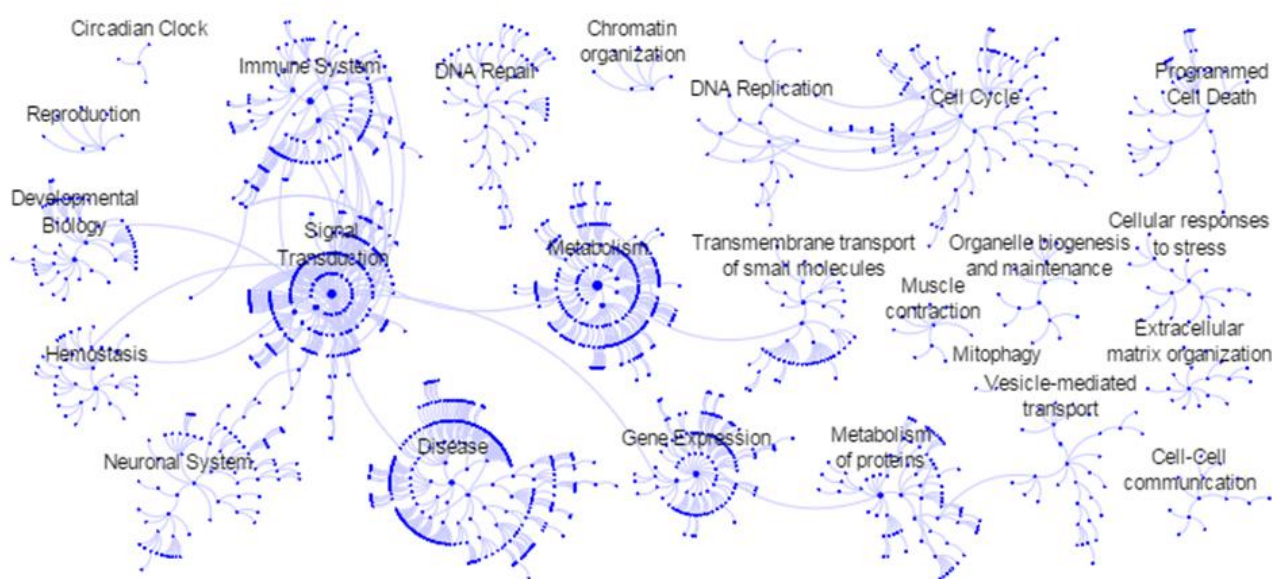 Circadian Clock
Immune System
DNA Repair
Chromatin
organization
DNA Replication
Cell Cycle
Programmed
Cell Death
Reproduction
Developmental
Biology
Signal
Transduction
Metabolism
Transmembrane transport
of small molecules
Organelle biogenesis
and maintenance
Cellular responses
to stress
Muscle
contraction
Hemostasis
Mitophagy
Extracellular
matrix organization
Vesicle-mediated
transport
Neuronal System
Disease
Gene Expression
Metabolism
of proteins
Cell-Cell
communication